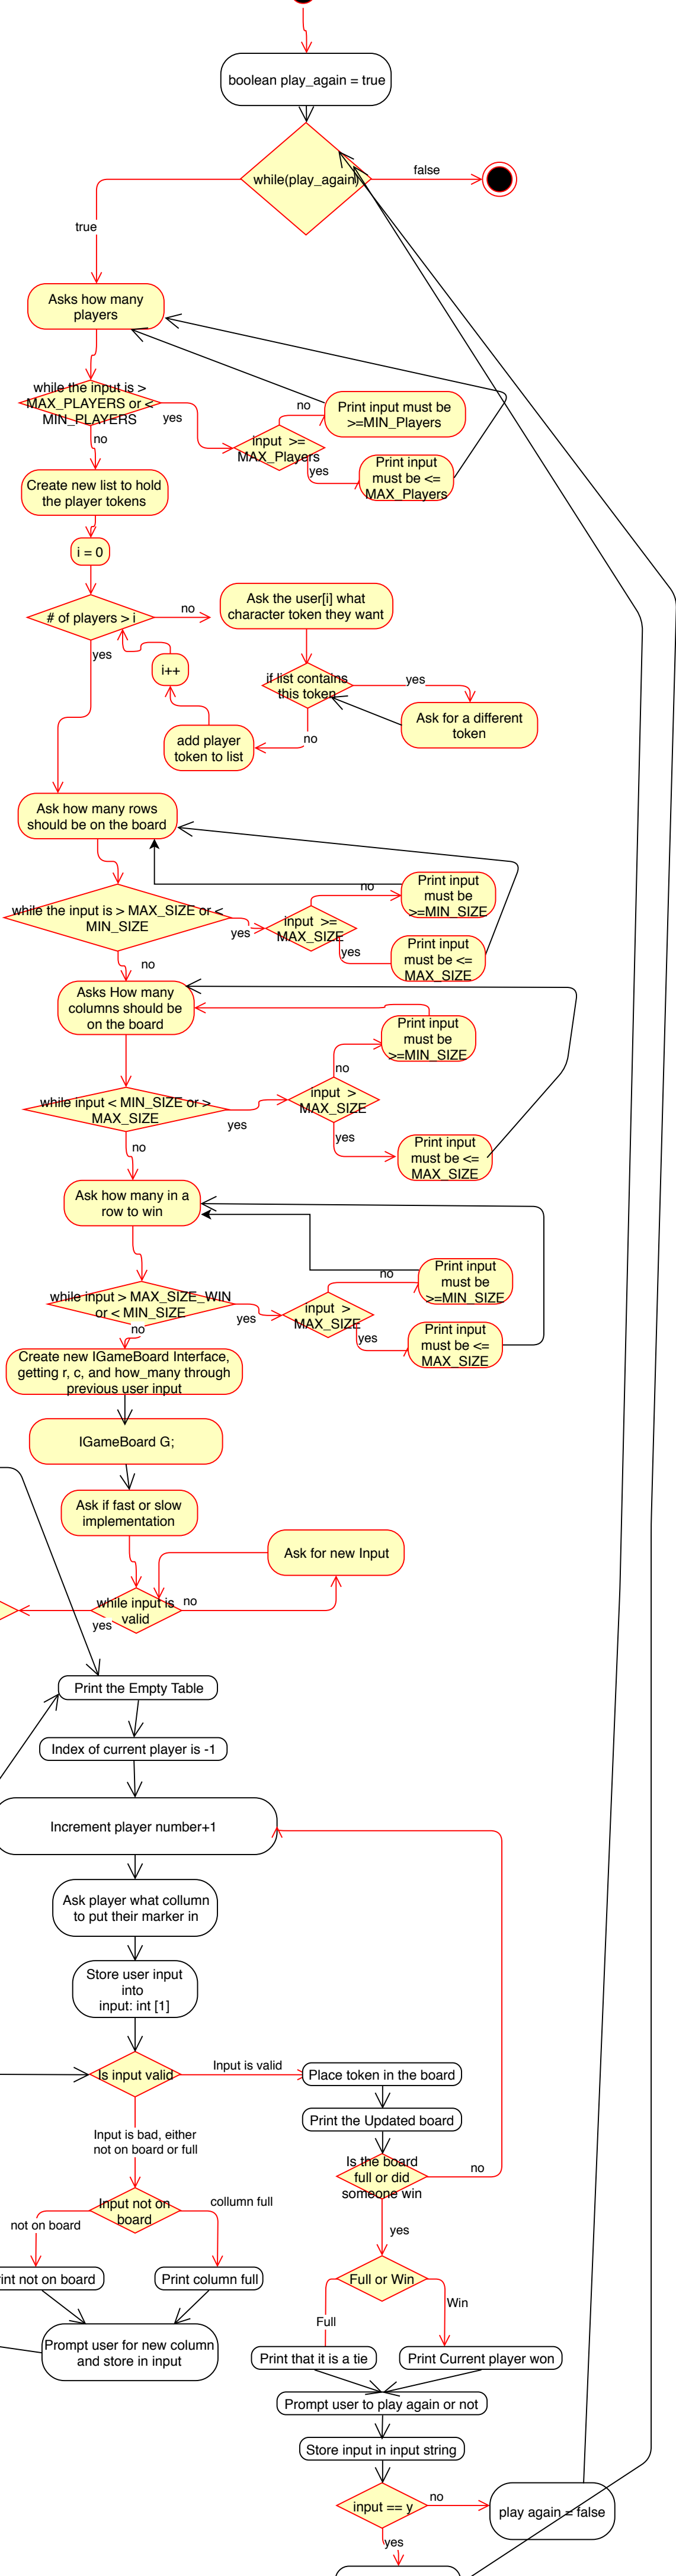 boolean play_again = true
while(play_again)
false
true
Asks how many
players
while the input is >
MAX_PLAYERS or <
MIN_PLAYERS
yes
no
input >=
MAX_Players
no
Print input must be
>=MIN_Players
yes
Print input
must be <=
MAX_Players
Create new list to hold
the player tokens
i = 0
# of players > i
no
yes
Ask the user[i] what
character token they want
if list contains
this token
yes
Ask for a different
token
no
add player
token to list
i++
Ask how many rows
should be on the board
while the input is > MAX_SIZE or <
MIN_SIZE
yes
no
input >=
MAX_SIZE
no
Print input
must be
>=MIN_SIZE
yes
Print input
must be <=
MAX_SIZE
Asks How many
columns should be
on the board
while input < MIN_SIZE or >
MAX_SIZE
yes
no
input >
MAX_SIZE
no
Print input
must be
>=MIN_SIZE
yes
Print input
must be <=
MAX_SIZE
Ask how many in a
row to win
while input > MAX_SIZE_WIN
or < MIN_SIZE
yes
no
input >
MAX_SIZE
no
Print input
must be
>=MIN_SIZE
yes
Print input
must be <=
MAX_SIZE
Create new IGameBoard Interface,
getting r, c, and how_many through
previous user input
IGameBoard G;
Ask if fast or slow
implementation
while input is
valid
no
Ask for new Input
yes
Print the Empty Table
Index of current player is -1
Increment player number+1
Ask player what collumn
to put their marker in
Store user input
into
input: int [1]
Is input valid
Input is valid
Place token in the board
Print the Updated board
Is the board
full or did
someone win
no
yes
Input is bad, either
not on board or full
Input not on
board
not on board
collumn full
int not on board
Print column full
Prompt user for new column
and store in input
Full or Win
Full
Win
Print that it is a tie
Print Current player won
Prompt user to play again or not
Store input in input string
input == y
no
play again = false
yes